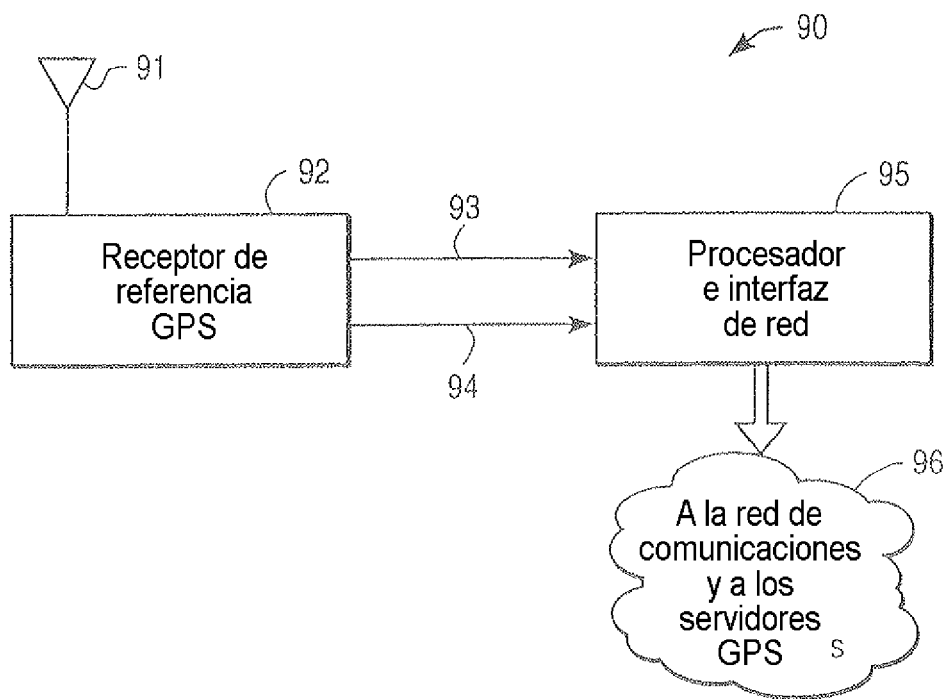 90
91
92
93
95
Receptor de
referencia
GPS
Procesador
e interfaz
de red
94
96
A la red de
comunicaciones
y a los
servidores
GPS S